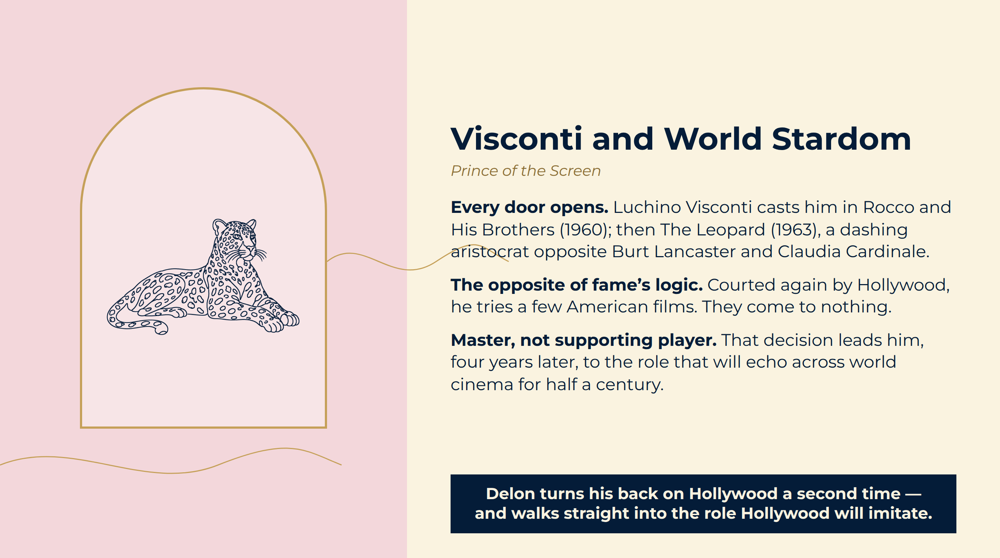 Visconti and World Stardom
Prince of the Screen
Every door opens. Luchino Visconti casts him in Rocco and
His Brothers (1960); then The Leopard (1963), a dashing
aristocrat opposite Burt Lancaster and Claudia Cardinale.
The opposite of fame’s logic. Courted again by Hollywood,
he tries a few American films. They come to nothing.
Master, not supporting player. That decision leads him,
four years later, to the role that will echo across world
cinema for half a century.
Delon turns his back on Hollywood a second time —
and walks straight into the role Hollywood will imitate.